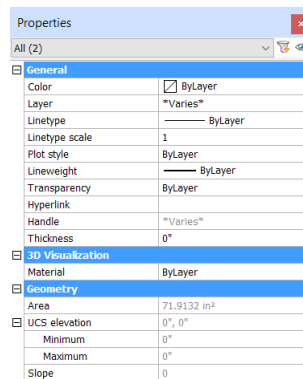 Properties
All (2)
General
Color ByLayer
Layer *Varies*
Linetype ByLayer
Linetype scale 1
Plot style ByLayer
Lineweight ByLayer
Transparency ByLayer
Hyperlink
Handle *Varies*
Thickness 0"
3D Visualization
Material ByLayer
Geometry
Area 71.9132 in²
UCS elevation 0", 0"
Minimum 0"
Maximum 0"
Slope 0